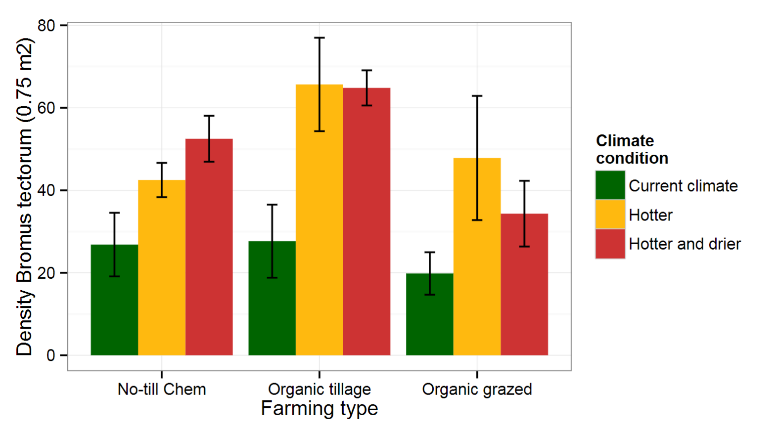 80
60
40
20
0
Density Bromus tectorum (0.75 m2)
No-till Chem
Organic tillage
Organic grazed
Farming type
Climate
condition
Current climate
Hotter
Hotter and drier